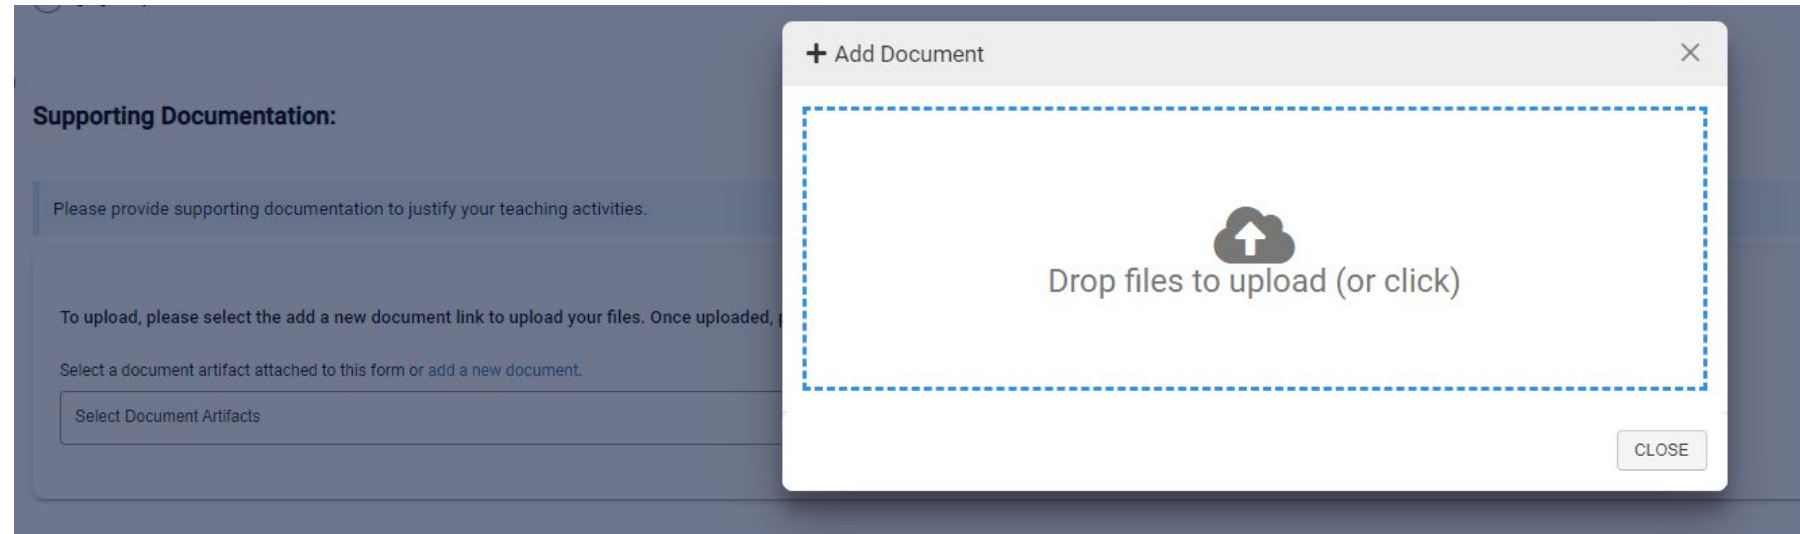 Add Document
Supporting Documentation:
Please provide supporting documentation to justify your teaching activities.
Drop files to upload (or click)
To upload, please select the add a new document link to upload your files. Once uploaded,
Select a document artifact attached to this form or add a new document.
Select Document Artifacts
CLOSE